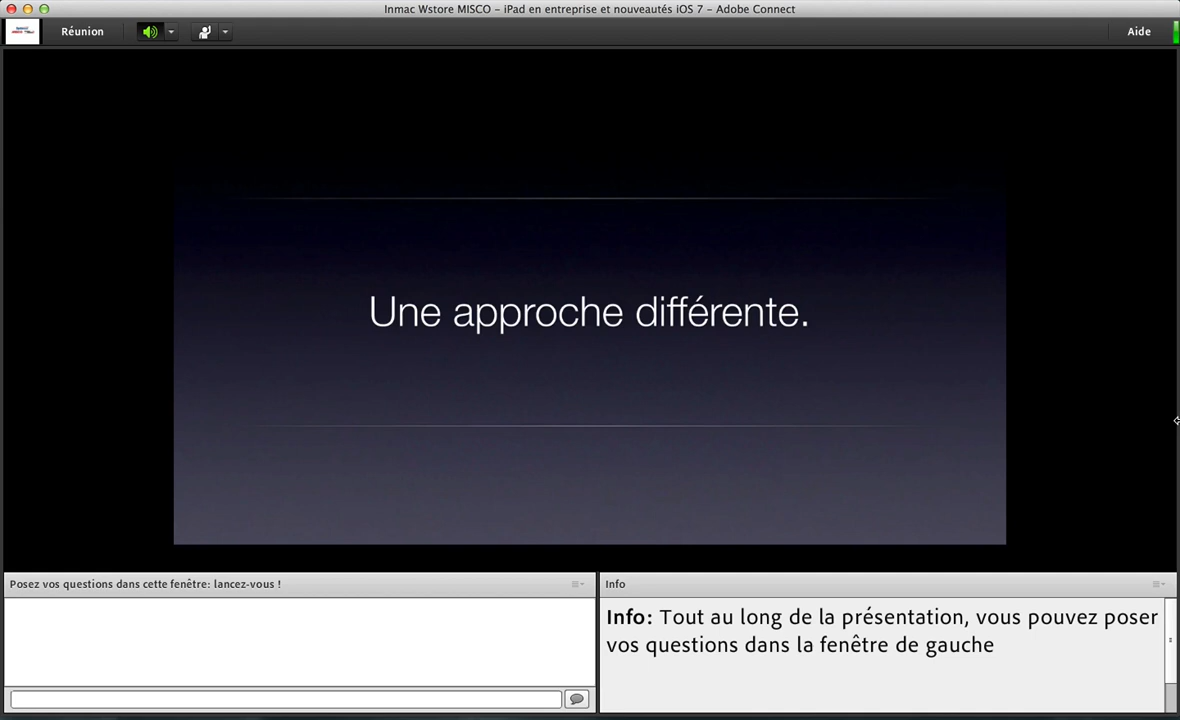 Inmac Wstore MISCO – iPad en entreprise et nouveautés iOS 7 – Adobe Connect
Réunion
Aide
Une approche différente.
Posez vos questions dans cette fenêtre: lancez-vous !
Info
Info: Tout au long de la présentation, vous pouvez poser
vos questions dans la fenêtre de gauche